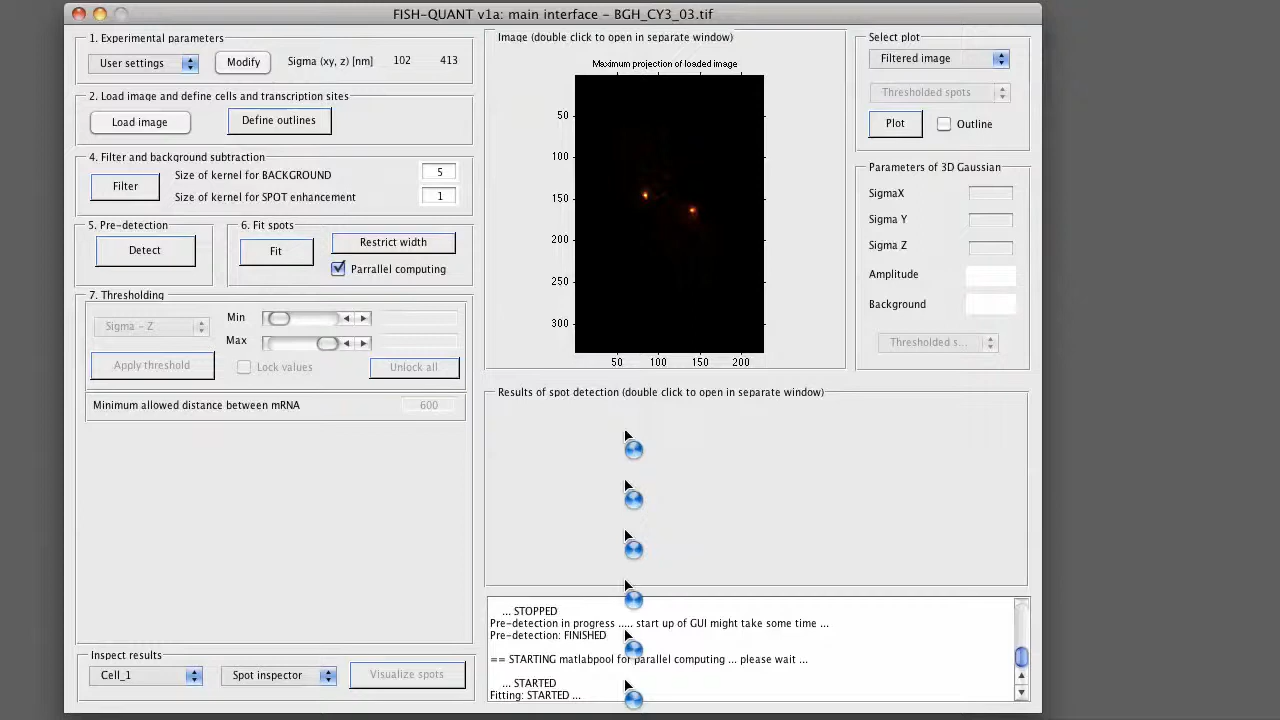 FISH-QUANT v1a: main interface - BGH_CY3_03.tif
1. Experimental parameters
User settings
Modify
Sigma (xy, z) [nm] 102 413
2. Load image and define cells and transcription sites
Load image
Define outlines
4. Filter and background subtraction
Filter
Size of kernel for BACKGROUND 5
Size of kernel for SPOT enhancement 1
5. Pre-detection
Detect
6. Fit spots
Fit
Restrict width
Parrallel computing
7. Thresholding
Sigma - Z
Min
Max
Apply threshold
Lock values
Unlock all
Minimum allowed distance between mRNA 600
Inspect results
Cell_1
Spot inspector
Visualize spots
Image (double click to open in separate window)
Maximum projection of loaded image
50
100
150
200
250
300
50 100 150 200
Results of spot detection (double click to open in separate window)
... STOPPED
Pre-detection in progress ..... start up of GUI might take some time ...
Pre-detection: FINISHED
== STARTING matlabpool for parallel computing ... please wait ...
... STARTED
Fitting: STARTED ...
Select plot
Filtered image
Thresholded spots
Plot
Outline
Parameters of 3D Gaussian
SigmaX
Sigma Y
Sigma Z
Amplitude
Background
Thresholded s...